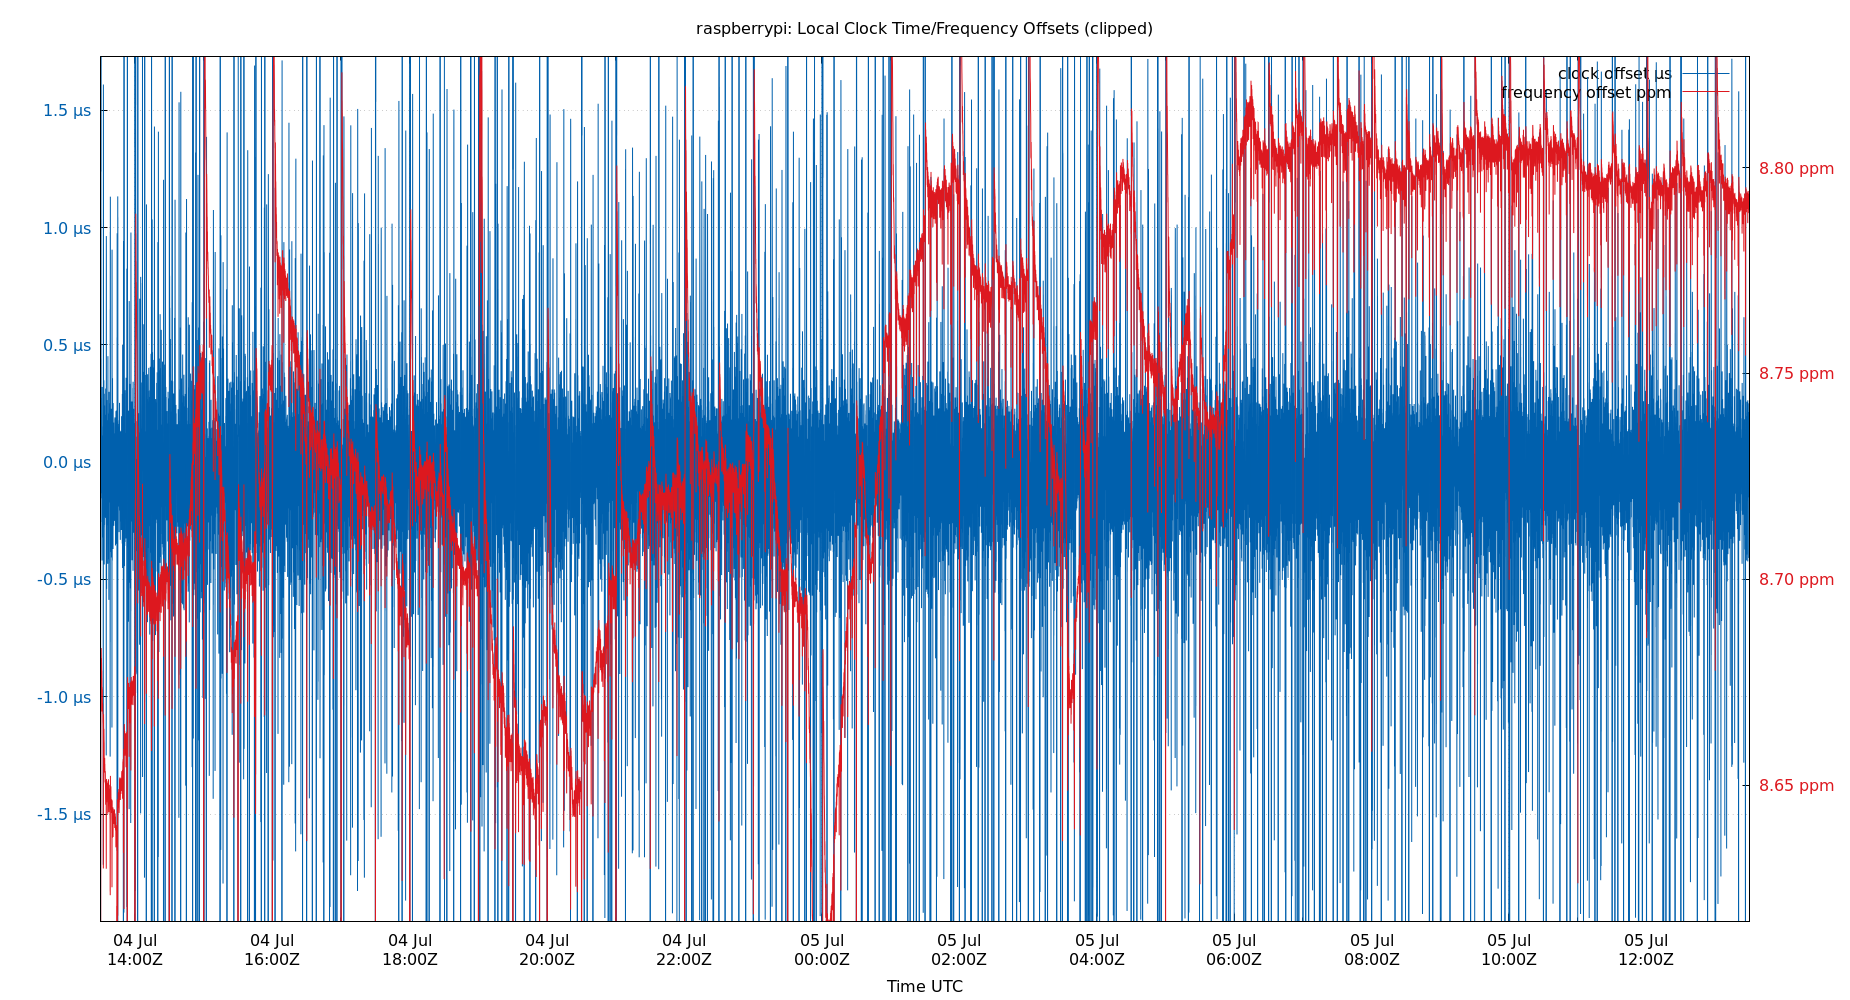 raspberrypi: Local Clock Time/Frequency Offsets (clipped)
clock offset µs
frequency offset ppm
1.5 µs
1.0 µs
0.5 µs
0.0 µs
-0.5 µs
-1.0 µs
-1.5 µs
8.80 ppm
8.75 ppm
8.70 ppm
8.65 ppm
04 Jul 04 Jul 04 Jul 04 Jul 04 Jul 05 Jul 05 Jul 05 Jul 05 Jul 05 Jul 05 Jul 05 Jul
14:00Z 16:00Z 18:00Z 20:00Z 22:00Z 00:00Z 02:00Z 04:00Z 06:00Z 08:00Z 10:00Z 12:00Z
Time UTC